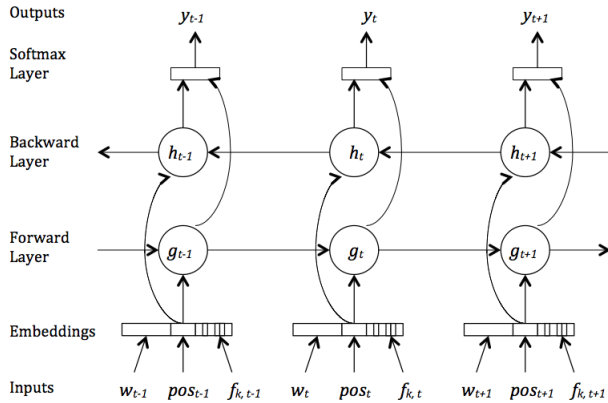 Outputs y_{t-1} y_t y_{t+1}
Softmax
Layer
Backward
Layer
h_{t-1} h_t h_{t+1}
Forward
Layer
g_{t-1} g_t g_{t+1}
Embeddings
Inputs w_{t-1} pos_{t-1} f_{k, t-1} w_t pos_t f_{k, t} w_{t+1} pos_{t+1} f_{k, t+1}